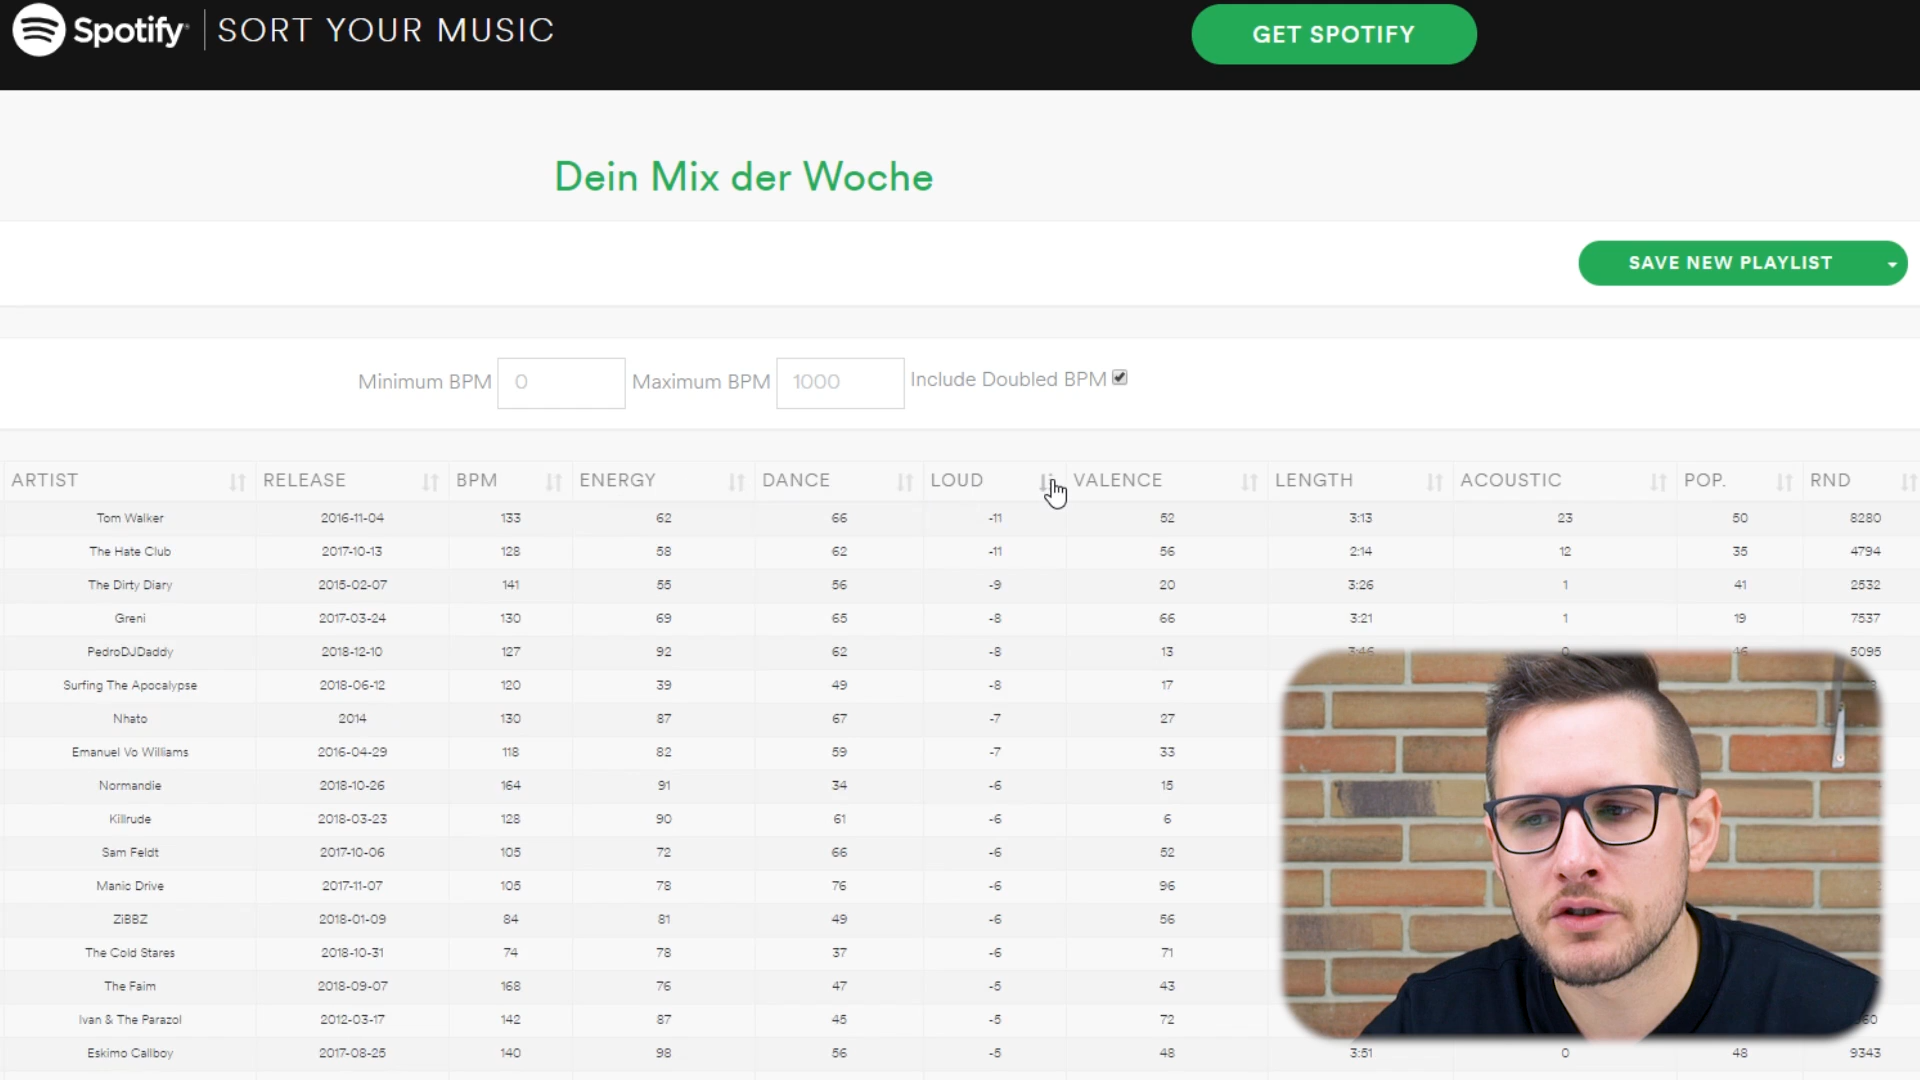 Spotify SORT YOUR MUSIC GET SPOTIFY
Dein Mix der Woche
SAVE NEW PLAYLIST
Minimum BPM 0 Maximum BPM 1000 Include Doubled BPM
ARTIST RELEASE BPM ENERGY DANCE LOUD VALENCE LENGTH ACOUSTIC POP. RND
Tom Walker 2016-11-04 133 62 66 -11 52 3:13 23 50 8280
The Hate Club 2017-10-13 128 58 62 -11 56 2:14 12 35 4794
The Dirty Diary 2015-02-07 141 55 56 -9 20 3:26 1 41 2532
Greni 2017-03-24 130 69 65 -8 66 3:21 1 19 7537
PedroDJDaddy 2018-12-10 127 92 62 -8 13 3:46 0 46 5095
Surfing The Apocalypse 2018-06-12 120 39 49 -8 17
Nhato 2014 130 87 67 -7 27
Emanuel Vo Williams 2016-04-29 118 82 59 -7 33
Normandie 2018-10-26 164 91 34 -6 15
Killrude 2018-03-23 128 90 61 -6 6
Sam Feldt 2017-10-06 105 72 66 -6 52
Manic Drive 2017-11-07 105 78 76 -6 96
ZiBBZ 2018-01-09 84 81 49 -6 56
The Cold Stares 2018-10-31 74 78 37 -6 71
The Faim 2018-09-07 168 76 47 -5 43
Ivan & The Parazol 2012-03-17 142 87 45 -5 72
Eskimo Callboy 2017-08-25 140 98 56 -5 48 3:51 0 48 9343